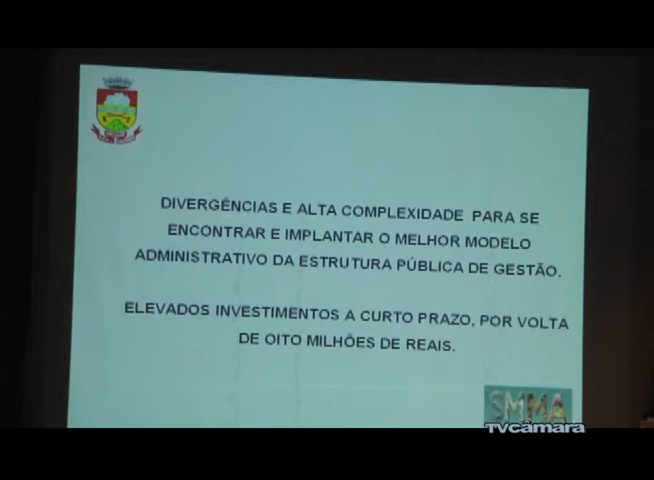 DIVERGÊNCIAS E ALTA COMPLEXIDADE PARA SE
ENCONTRAR E IMPLANTAR O MELHOR MODELO
ADMINISTRATIVO DA ESTRUTURA PÚBLICA DE GESTÃO.
ELEVADOS INVESTIMENTOS A CURTO PRAZO, POR VOLTA
DE OITO MILHÕES DE REAIS.
SMMA
TVcâmara